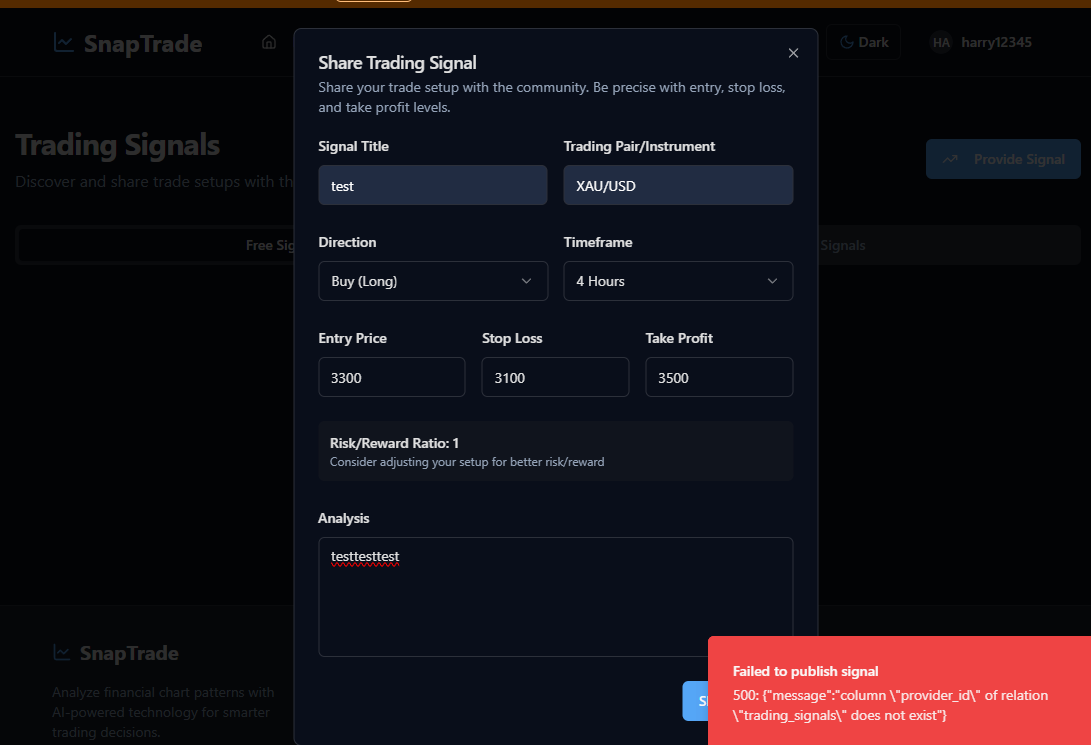 SnapTrade
Dark
HA harry12345
Share Trading Signal
Share your trade setup with the community. Be precise with entry, stop loss,
and take profit levels.
Trading Signals
Discover and share trade setups with th
Provide Signal
Free Sig
Signals
Signal Title
Trading Pair/Instrument
test
XAU/USD
Direction
Timeframe
Buy (Long)
4 Hours
Entry Price
Stop Loss
Take Profit
3300
3100
3500
Risk/Reward Ratio: 1
Consider adjusting your setup for better risk/reward
Analysis
testtesttest
SnapTrade
Analyze financial chart patterns with
AI-powered technology for smarter
trading decisions.
Failed to publish signal
500: {"message":"column \"provider_id\" of relation
\"trading_signals\" does not exist"}